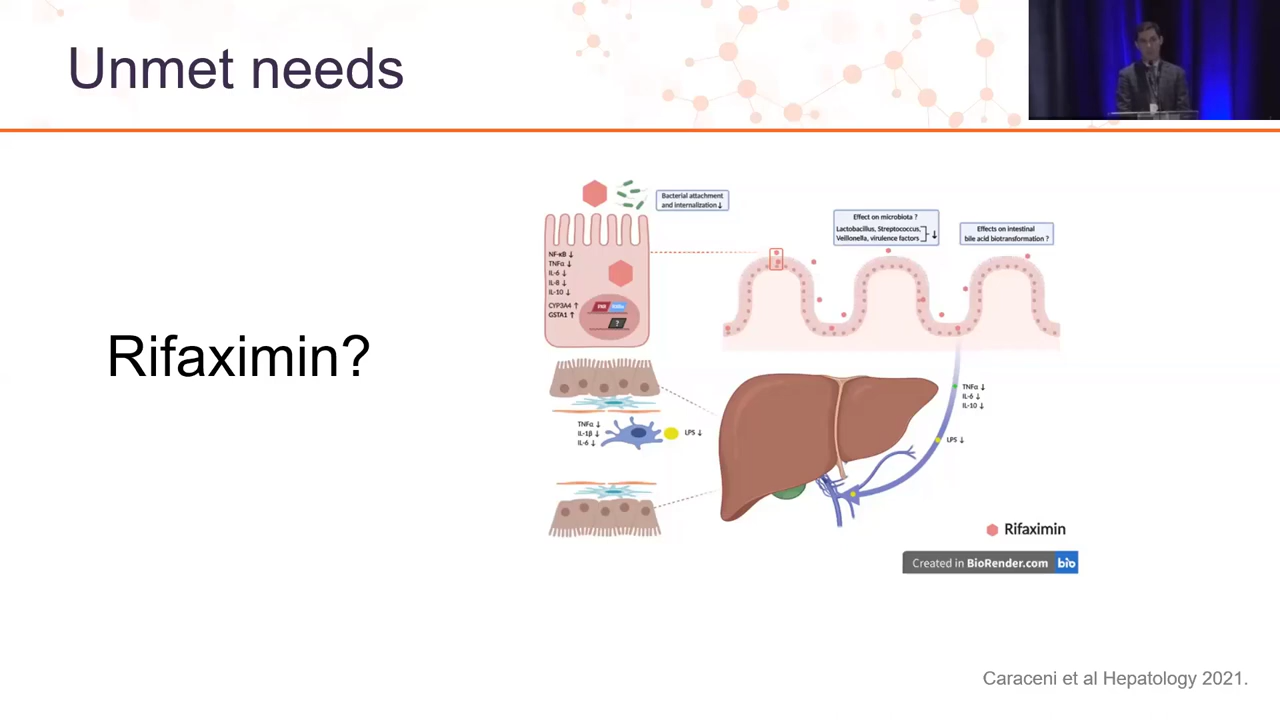 Unmet needs
Rifaximin?
Bacterial attachment
and internalization↓
NF-κB ↓
TNFα ↓
IL-6 ↓
IL-8 ↓
IL-10 ↓
CYP3A4 ↑
GSTA1 ↑
?
Effect on microbiota ?
Lactobacillus, Streptococcus,
Veillonella, virulence factors ↓
Effects on intestinal
bile acid biotransformation ?
TNFα ↓
IL-1β ↓
IL-6 ↓
LPS ↓
TNFα ↓
IL-6 ↓
IL-10 ↓
LPS ↓
Rifaximin
Created in BioRender.com bio
Caraceni et al Hepatology 2021.